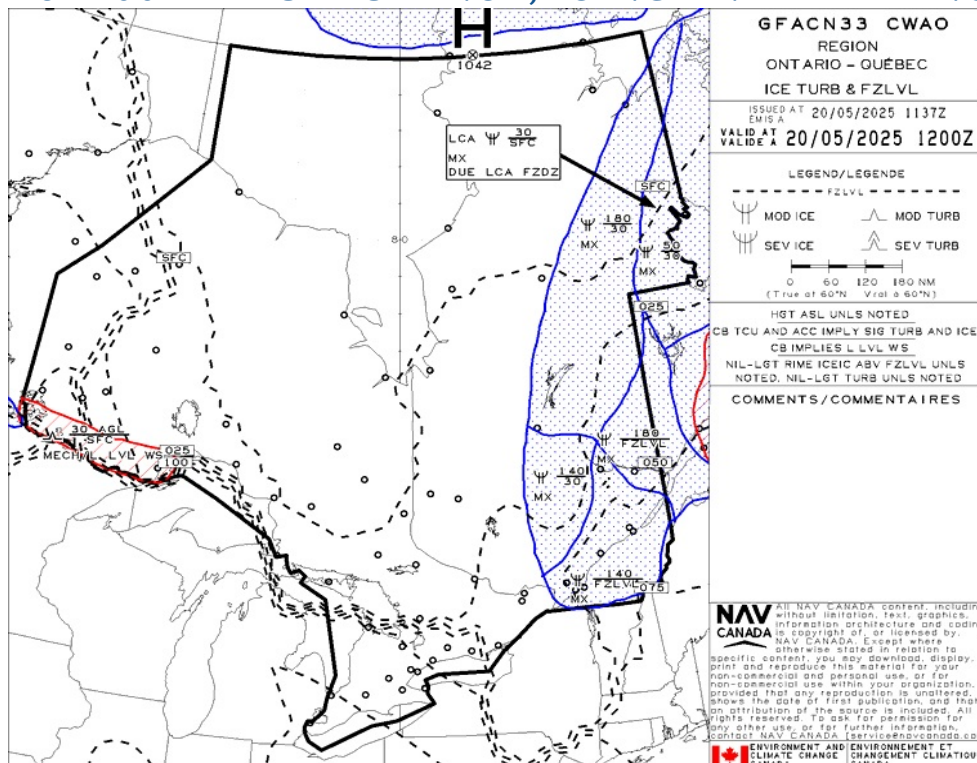 H
1042
LCA 30
SFC
MX
DUE LCA FZDZ
SFC
180
30
MX
50
30
MX
80
SFC
025
30 AGL
SFC
MECH/L LVL WS
025
100
180
FZLVL
MX
050
140
30
MX
140
FZLVL
MX
075
GFACN33 CWAO
REGION
ONTARIO - QUÉBEC
ICE TURB & FZLVL
ISSUED AT 20/05/2025 1137Z
ÉMIS A
VALID AT 20/05/2025 1200Z
VALIDE A
LEGEND/LÉGENDE
FZLVL
MOD ICE MOD TURB
SEV ICE SEV TURB
0 60 120 180 NM
(True at 60°N Vrai à 60°N)
HGT ASL UNLS NOTED
CB TCU AND ACC IMPLY SIG TURB AND ICE
CB IMPLIES L LVL WS
NIL-LGT RIME ICEIC ABV FZLVL UNLS
NOTED. NIL-LGT TURB UNLS NOTED
COMMENTS/COMMENTAIRES
NAV
CANADA
All NAV CANADA content, including
without limitation, text, graphics,
information architecture and coding
is copyright of, or licensed by,
NAV CANADA. Except where
otherwise stated in relation to
specific content, you may download, display,
print and reproduce this material for your
non-commercial and personal use, or for
non-commercial use within your organization,
provided that any reproduction is unaltered,
shows the date of first publication, and that
an attribution of the source is included. All
rights reserved. To ask for permission for
any other use, or for further information,
contact NAV CANADA [service@navcanada.ca
ENVIRONMENT AND
CLIMATE CHANGE
CANADA
ENVIRONNEMENT ET
CHANGEMENT CLIMATIQUE
CANADA